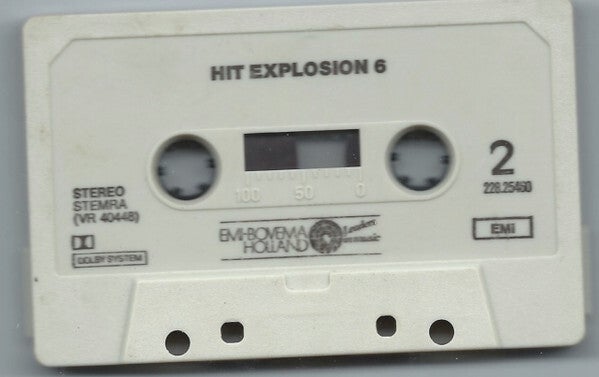 HIT EXPLOSION 6
100 50 0
STEREO
STEMRA
(VR 40448)
DOLBY SYSTEM
EMI-BOVEMA
HOLLAND
Leaders
in music
2
228.25460
EMI